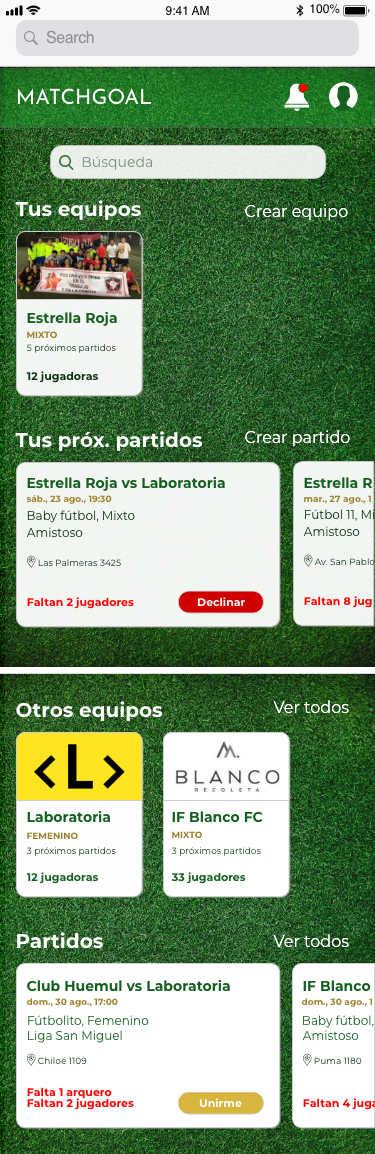 9:41 AM
100%
Search
MATCHGOAL
Búsqueda
Tus equipos
Crear equipo
Estrella Roja
MIXTO
5 próximos partidos
12 jugadoras
Tus próx. partidos
Crear partido
Estrella Roja vs Laboratoria
sáb., 23 ago., 19:30
Baby fútbol, Mixto
Amistoso
Las Palmeras 3425
Faltan 2 jugadores
Declinar
Estrella R
mar., 27 ago., 1
Fútbol 11, Mi
Amistoso
Av. San Pablo
Faltan 8 jug
Otros equipos
Ver todos
<L>
Laboratoria
FEMENINO
3 próximos partidos
12 jugadoras
BLANCO
RECOLETA
IF Blanco FC
MIXTO
3 próximos partidos
33 jugadores
Partidos
Ver todos
Club Huemul vs Laboratoria
dom., 30 ago., 17:00
Fútbolito, Femenino
Liga San Miguel
Chiloé 1109
Falta 1 arquero
Faltan 2 jugadores
Unirme
IF Blanco
dom., 30 ago., 1
Baby fútbol,
Amistoso
Puma 1180
Faltan 4 juga